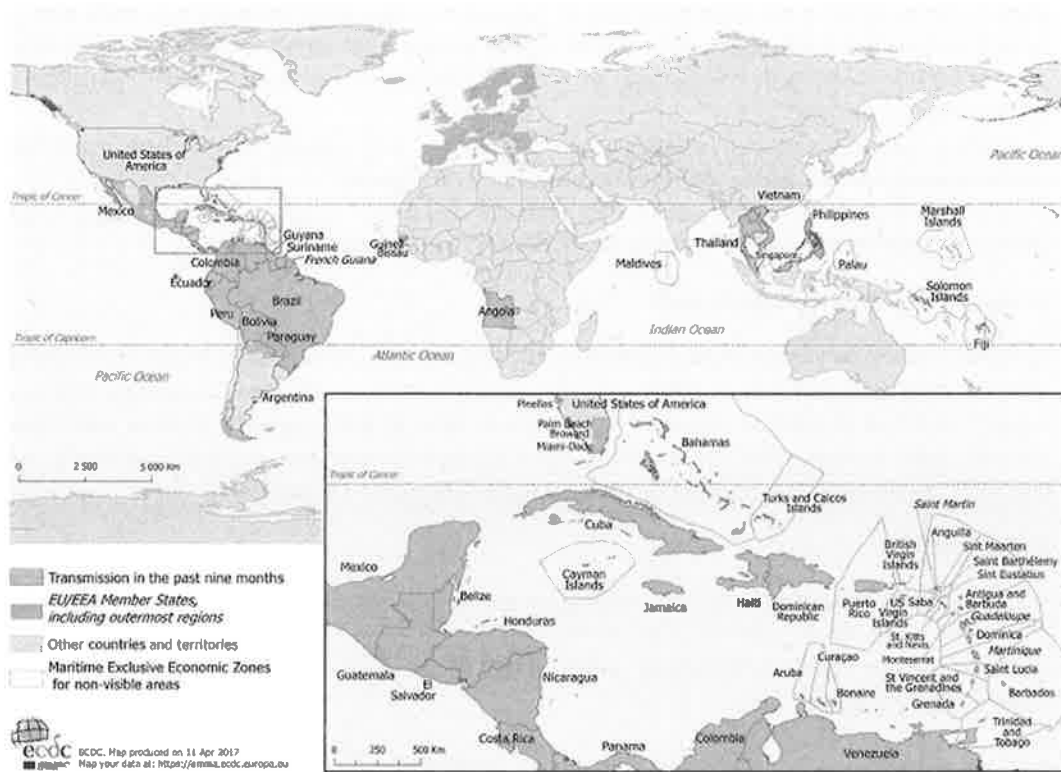 United States of
America
Pacific Ocean
Tropic of Cancer
Mexico
Vietnam
Philippines
Marshall
Islands
Guyana
Suriname
French Guiana
Guinea
Bissau
Thailand
Singapore
Colombia
Maldives
Palau
Ecuador
Brazil
Solomon
Islands
Peru
Angola
Bolivia
Indian Ocean
Paraguay
Tropic of Capricorn
Fiji
Atlantic Ocean
Pacific Ocean
Argentina
0 2 500 5 000 Km
Pinellas
United States of America
Palm Beach
Broward
Miami-Dade
Bahamas
Tropic of Cancer
Turks and Caicos
Islands
Saint Martin
Cuba
British
Virgin
Islands
Anguilla
Sint Maarten
Saint Barthélemy
Sint Eustatius
Mexico
Cayman
Islands
Belize
Jamaica
Haiti
Dominican
Republic
Puerto
Rico
US
Virgin
Islands
Saba
Antigua and
Barbuda
Guadeloupe
Honduras
St. Kitts
and Nevis
Dominica
Montserrat
Martinique
Aruba
Curaçao
Saint Lucia
Guatemala
El
Salvador
Nicaragua
St Vincent and
the Grenadines
Bonaire
Barbados
Grenada
Costa Rica
Panama
Colombia
Venezuela
Trinidad
and
Tobago
0 250 500 Km
Transmission in the past nine months
EU/EEA Member States,
including outermost regions
Other countries and territories
Maritime Exclusive Economic Zones
for non-visible areas
ecdc
ECDC. Map produced on 11 Apr 2017
Map your data at: https://emma.ecdc.europa.eu